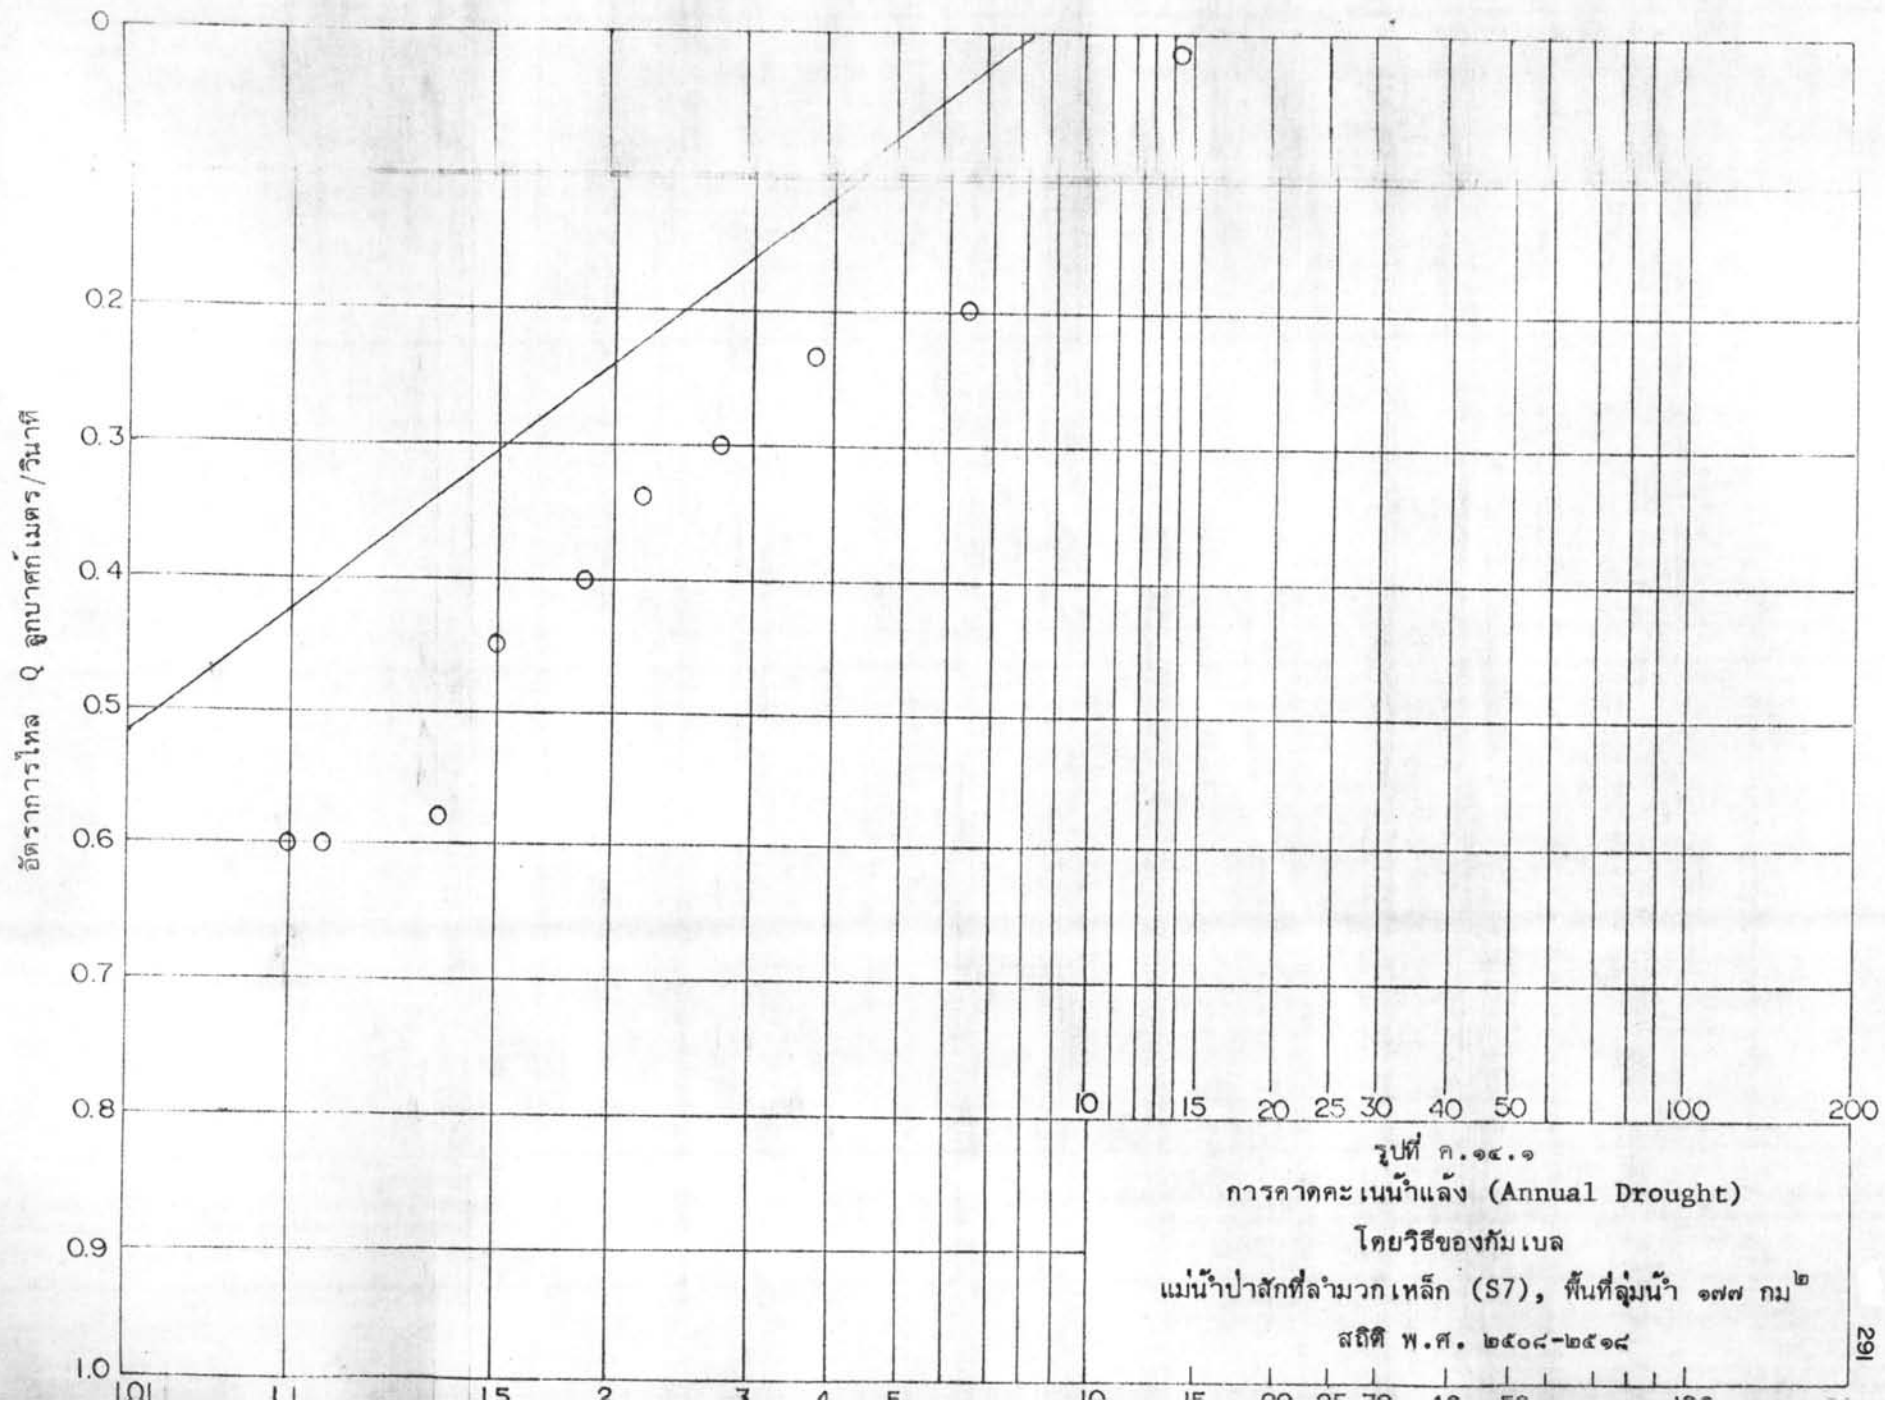 0
0.2
0.3
0.4
0.5
0.6
0.7
0.8
0.9
1.0
อัตราการไหล Q ลูกบาศก์เมตร/วินาที
10 15 20 25 30 40 50 100 200
รูปที่ ค.๑๔.๑
การคาดคะเนน้ำแล้ง (Annual Drought)
โดยวิธีของกัมเบล
แม่น้ำป่าสักที่ลำมวกเหล็ก (S7), พื้นที่ลุ่มน้ำ ๑๗๗ กม๒
สถิติ พ.ศ. ๒๕๐๘-๒๕๑๘
1.01 1.1 1.5 2 3 4 5 10 15 20 25 30 40 50 100
291